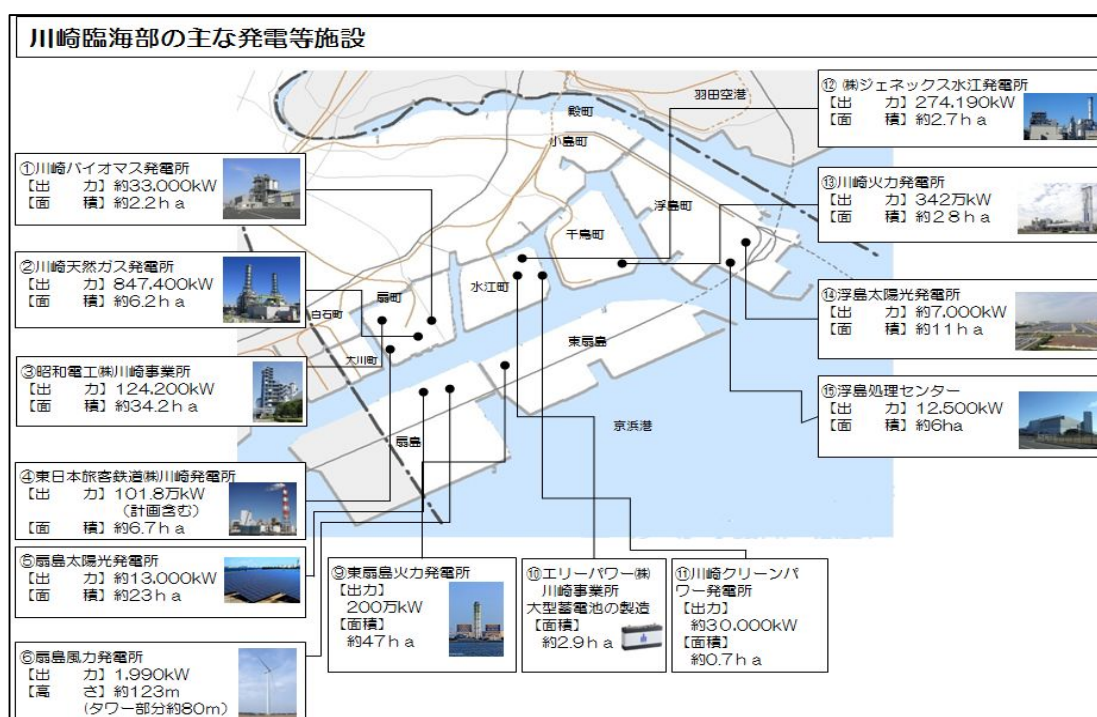 川崎臨海部の主な発電等施設
①川崎バイオマス発電所
【出　　力】約33.000kW
【面　　積】約2.2ｈａ
②川崎天然ガス発電所
【出　　力】847.400kW
【面　　積】約6.2ｈａ
③昭和電工㈱川崎事業所
【出　　力】124.200kW
【面　　積】約34.2ｈａ
④東日本旅客鉄道㈱川崎発電所
【出　　力】101.8万kW
（計画含む）
【面　　積】約6.7ｈａ
⑤扇島太陽光発電所
【出　　力】約13.000kW
【面　　積】約23ｈａ
⑥扇島風力発電所
【出　　力】1.990kW
【高　　さ】約123m
(タワー部分約80m）
⑨東扇島火力発電所
【出力】
200万kW
【面積】
約47ｈａ
⑩エリーパワー㈱
川崎事業所
大型蓄電池の製造
【面積】
約2.9ｈａ
⑪川崎クリーンパ
ワー発電所
【出力】
約30.000kW
【面積】
約0.7ｈａ
⑫㈱ジェネックス水江発電所
【出　　力】274.190kW
【面　　積】約2.7ｈａ
⑬川崎火力発電所
【出　　力】342万kW
【面　　積】約28ｈａ
⑭浮島太陽光発電所
【出　　力】約7.000kW
【面　　積】約11ｈａ
⑮浮島処理センター
【出　　力】12.500kW
【面　　積】約6ha
羽田空港
殿町
小島町
浮島町
千鳥町
水江町
扇町
白石町
大川町
東扇島
扇島
京浜港